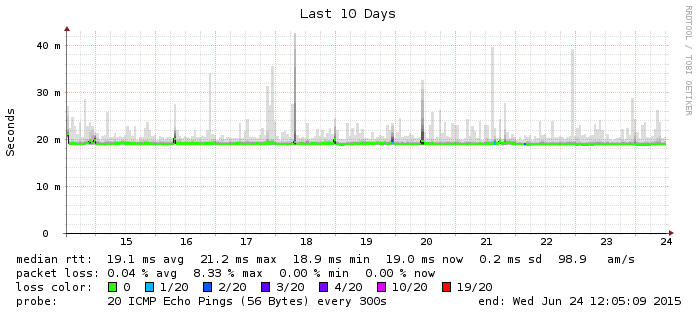 Last 10 Days
RRDTOOL / TOBI OETIKER
Seconds
40 m
30 m
20 m
10 m
0
15 16 17 18 19 20 21 22 23 24
median rtt: 19.1 ms avg 21.2 ms max 18.9 ms min 19.0 ms now 0.2 ms sd 98.9 am/s
packet loss: 0.04 % avg 8.33 % max 0.00 % min 0.00 % now
loss color: 0 1/20 2/20 3/20 4/20 10/20 19/20
probe: 20 ICMP Echo Pings (56 Bytes) every 300s end: Wed Jun 24 12:05:09 2015